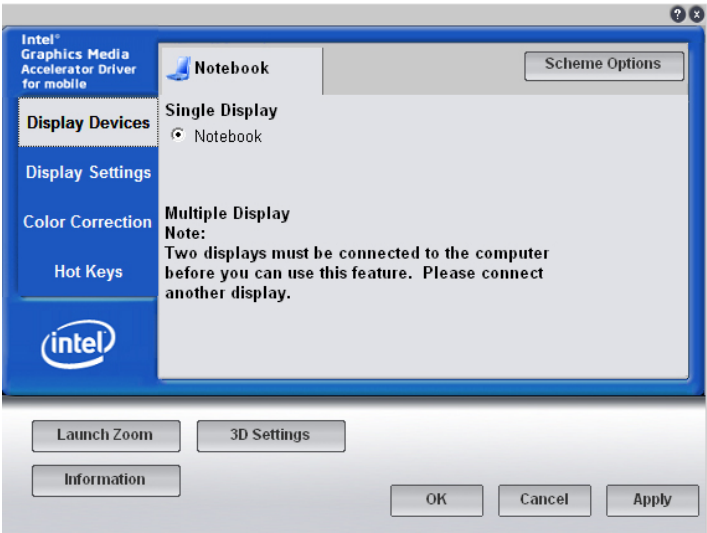 Intel®
Graphics Media
Accelerator Driver
for mobile
Notebook
Scheme Options
Display Devices
Display Settings
Color Correction
Hot Keys
Single Display
Notebook
Multiple Display
Note:
Two displays must be connected to the computer
before you can use this feature. Please connect
another display.
intel
Launch Zoom
3D Settings
Information
OK
Cancel
Apply